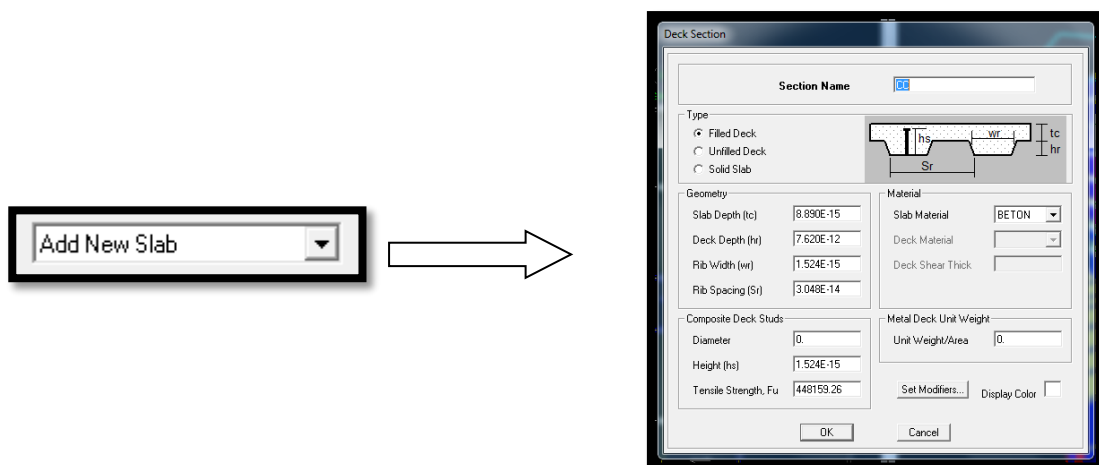 Add New Slab
Deck Section
Section Name CC
Type
Filled Deck
Unfilled Deck
Solid Slab
hs wr tc
hr
Sr
Geometry
Slab Depth (tc) 8.890E-15
Deck Depth (hr) 7.620E-12
Rib Width (wr) 1.524E-15
Rib Spacing (Sr) 3.048E-14
Material
Slab Material BETON
Deck Material
Deck Shear Thick
Composite Deck Studs
Diameter 0.
Height (hs) 1.524E-15
Tensile Strength, Fu 448159.26
Metal Deck Unit Weight
Unit Weight/Area 0.
Set Modifiers... Display Color
OK Cancel